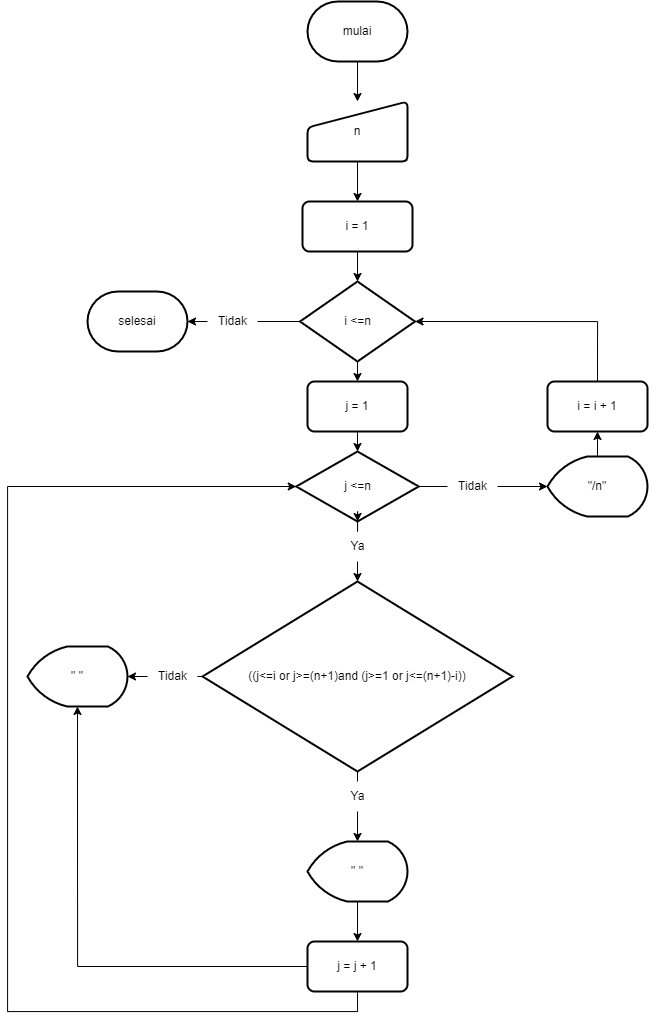 mulai
n
i = 1
i <=n
Tidak
selesai
j = 1
i = i + 1
j <=n
Tidak
"/n"
Ya
((j<=i or j>=(n+1)and (j>=1 or j<=(n+1)-i))
Tidak
" "
Ya
" "
j = j + 1